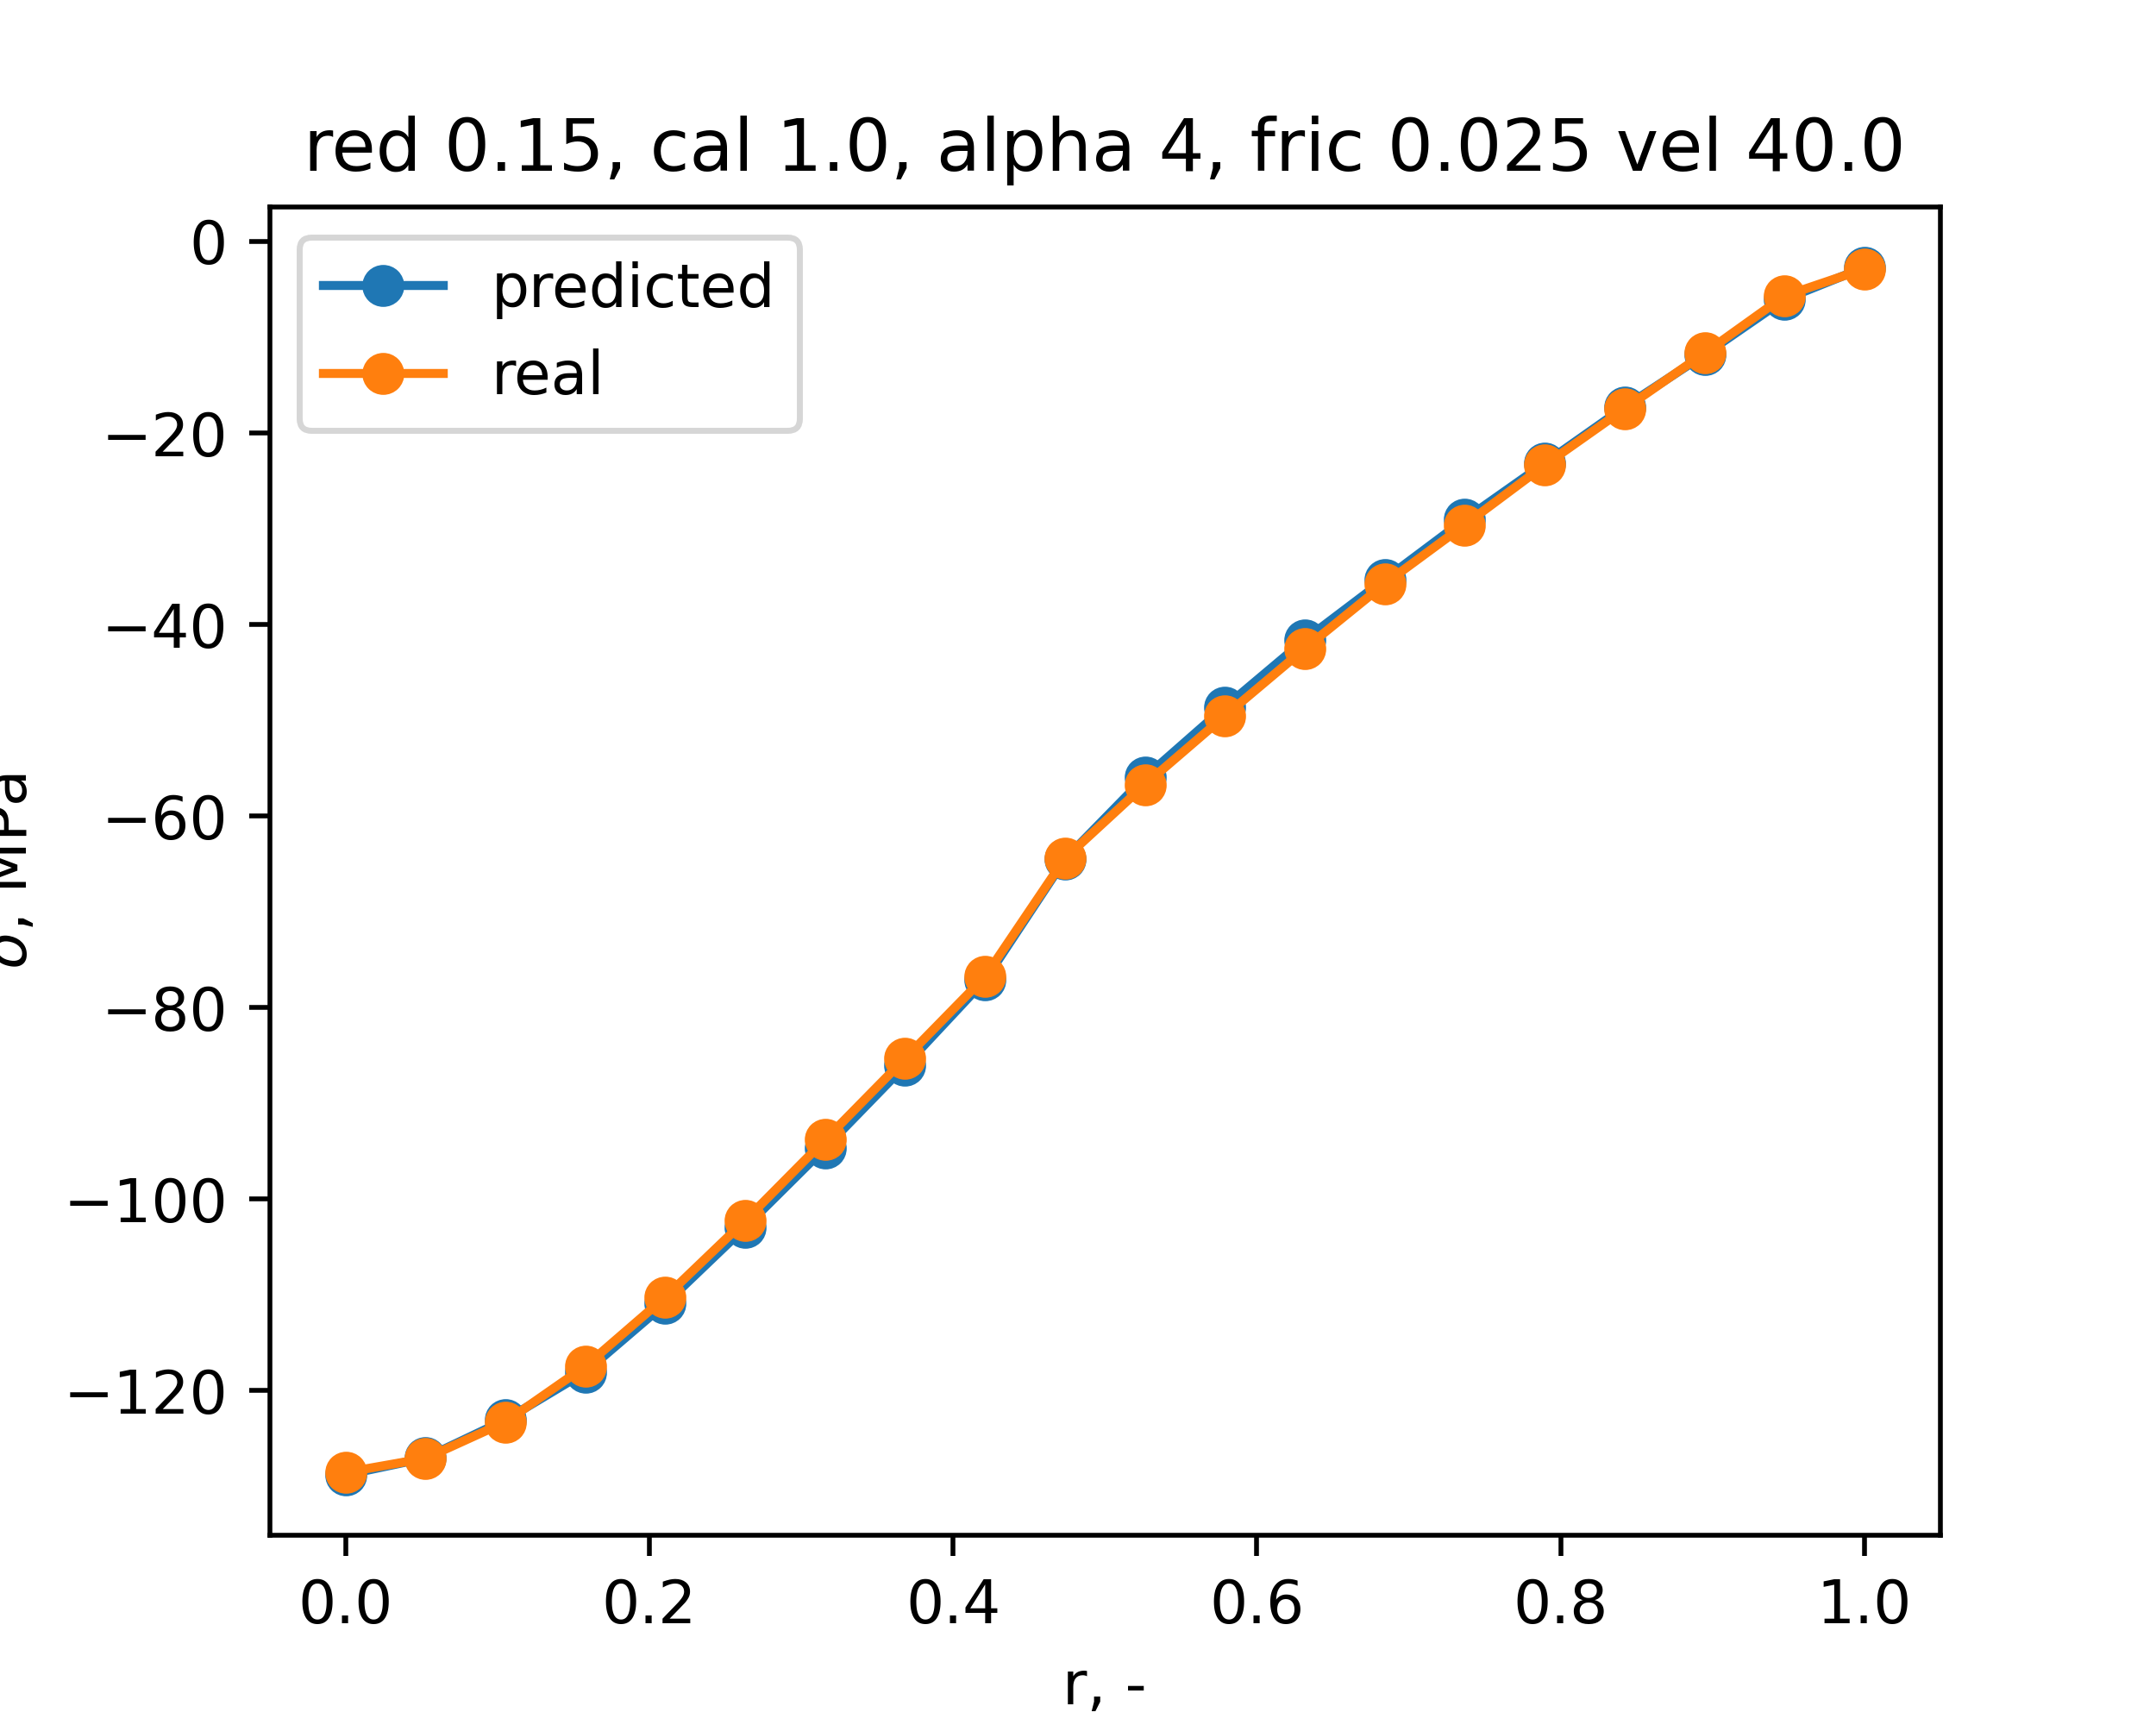 red 0.15, cal 1.0, alpha 4, fric 0.025 vel 40.0
predicted
real
0
−20
−40
−60
−80
−100
−120
σ, MPa
0.0 0.2 0.4 0.6 0.8 1.0
r, -